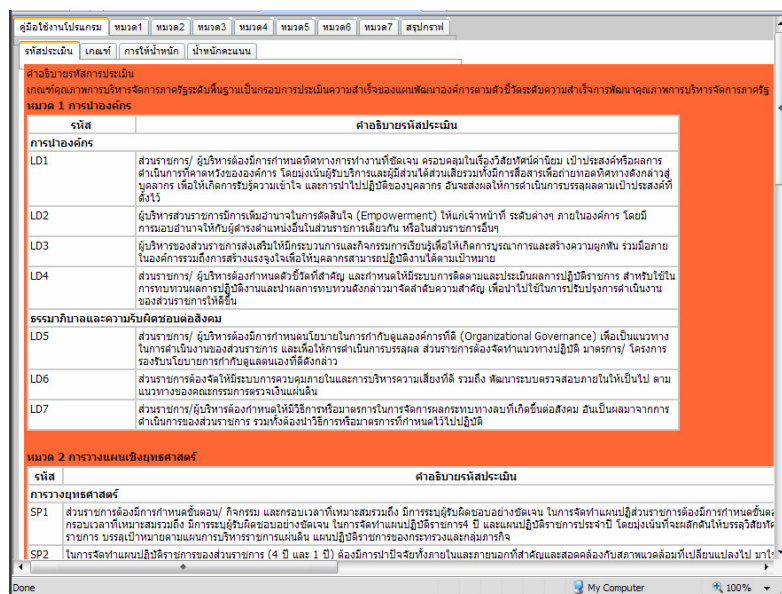 คู่มือใช้งานโปรแกรม หมวด1 หมวด2 หมวด3 หมวด4 หมวด5 หมวด6 หมวด7 สรุปกราฟ
รหัสประเมิน เกณฑ์ การให้น้ำหนัก น้ำหนักคะแนน
คำอธิบายรหัสการประเมิน
เกณฑ์คุณภาพการบริหารจัดการภาครัฐระดับพื้นฐานเป็นกรอบการประเมินความสำเร็จของแผนพัฒนาองค์การตามตัวชี้วัดระดับความสำเร็จการพัฒนาคุณภาพการบริหารจัดการภาครัฐ
หมวด 1 การนำองค์กร
รหัส คำอธิบายรหัสประเมิน
การนำองค์กร
LD1 ส่วนราชการ/ ผู้บริหารต้องมีการกำหนดทิศทางการทำงานที่ชัดเจน ครอบคลุมในเรื่องวิสัยทัศน์ค่านิยม เป้าประสงค์หรือผลการ
ดำเนินการที่คาดหวังขององค์การ โดยมุ่งเน้นผู้รับบริการและผู้มีส่วนได้ส่วนเสียรวมทั้งมีการสื่อสารเพื่อถ่ายทอดทิศทางดังกล่าวสู่
บุคลากร เพื่อให้เกิดการรับรู้ความเข้าใจ และการนำไปปฏิบัติของบุคลากร อันจะส่งผลให้การดำเนินการบรรลุผลตามเป้าประสงค์ที่
ตั้งไว้
LD2 ผู้บริหารส่วนราชการมีการเพิ่มอำนาจในการตัดสินใจ (Empowerment) ให้แก่เจ้าหน้าที่ ระดับต่างๆ ภายในองค์การ โดยมี
การมอบอำนาจให้กับผู้ดำรงตำแหน่งอื่นในส่วนราชการเดียวกัน หรือในส่วนราชการอื่นๆ
LD3 ผู้บริหารของส่วนราชการส่งเสริมให้มีกระบวนการและกิจกรรมการเรียนรู้เพื่อให้เกิดการบูรณาการและสร้างความผูกพัน ร่วมมือภาย
ในองค์การรวมถึงการสร้างแรงจูงใจเพื่อให้บุคลากรสามารถปฏิบัติงานได้ตามเป้าหมาย
LD4 ส่วนราชการ/ ผู้บริหารต้องกำหนดตัวชี้วัดที่สำคัญ และกำหนดให้มีระบบการติดตามและประเมินผลการปฏิบัติราชการ สำหรับใช้ใน
การทบทวนผลการปฏิบัติงานและนำผลการทบทวนดังกล่าวมาจัดลำดับความสำคัญ เพื่อนำไปใช้ในการปรับปรุงการดำเนินงาน
ของส่วนราชการให้ดีขึ้น
ธรรมาภิบาลและความรับผิดชอบต่อสังคม
LD5 ส่วนราชการ/ ผู้บริหารต้องมีการกำหนดนโยบายในการกำกับดูแลองค์การที่ดี (Organizational Governance) เพื่อเป็นแนวทาง
ในการดำเนินงานของส่วนราชการ และเพื่อให้การดำเนินการบรรลุผล ส่วนราชการต้องจัดทำแนวทางปฏิบัติ มาตรการ/ โครงการ
รองรับนโยบายการกำกับดูแลตนเองที่ดีดังกล่าว
LD6 ส่วนราชการต้องจัดให้มีระบบการควบคุมภายในและการบริหารความเสี่ยงที่ดี รวมถึง พัฒนาระบบตรวจสอบภายในให้เป็นไป ตาม
แนวทางของคณะกรรมการตรวจเงินแผ่นดิน
LD7 ส่วนราชการ/ผู้บริหารต้องกำหนดให้มีวิธีการหรือมาตรการในการจัดการผลกระทบทางลบที่เกิดขึ้นต่อสังคม อันเป็นผลมาจากการ
ดำเนินการของส่วนราชการ รวมทั้งต้องนำวิธีการหรือมาตรการที่กำหนดไว้ไปปฏิบัติ
หมวด 2 การวางแผนเชิงยุทธศาสตร์
รหัส คำอธิบายรหัสประเมิน
การวางยุทธศาสตร์
SP1 ส่วนราชการต้องมีการกำหนดขั้นตอน/ กิจกรรม และกรอบเวลาที่เหมาะสมรวมถึง มีการระบุผู้รับผิดชอบอย่างชัดเจน ในการจัดทำแผนปฏิส่วนราชการต้องมีการกำหนดขั้นตอ
กรอบเวลาที่เหมาะสมรวมถึง มีการระบุผู้รับผิดชอบอย่างชัดเจน ในการจัดทำแผนปฏิบัติราชการ4 ปี และแผนปฏิบัติราชการประจำปี โดยมุ่งเน้นที่จะผลักดันให้บรรลุวิสัยทัศ
ราชการ บรรลุเป้าหมายตามแผนการบริหารราชการแผ่นดิน แผนปฏิบัติราชการของกระทรวงและกลุ่มภารกิจ
SP2 ในการจัดทำแผนปฏิบัติราชการของส่วนราชการ (4 ปี และ 1 ปี) ต้องมีการนำปัจจัยทั้งภายในและภายนอกที่สำคัญและสอดคล้องกับสภาพแวดล้อมที่เปลี่ยนแปลงไป มาใ
Done My Computer 100%